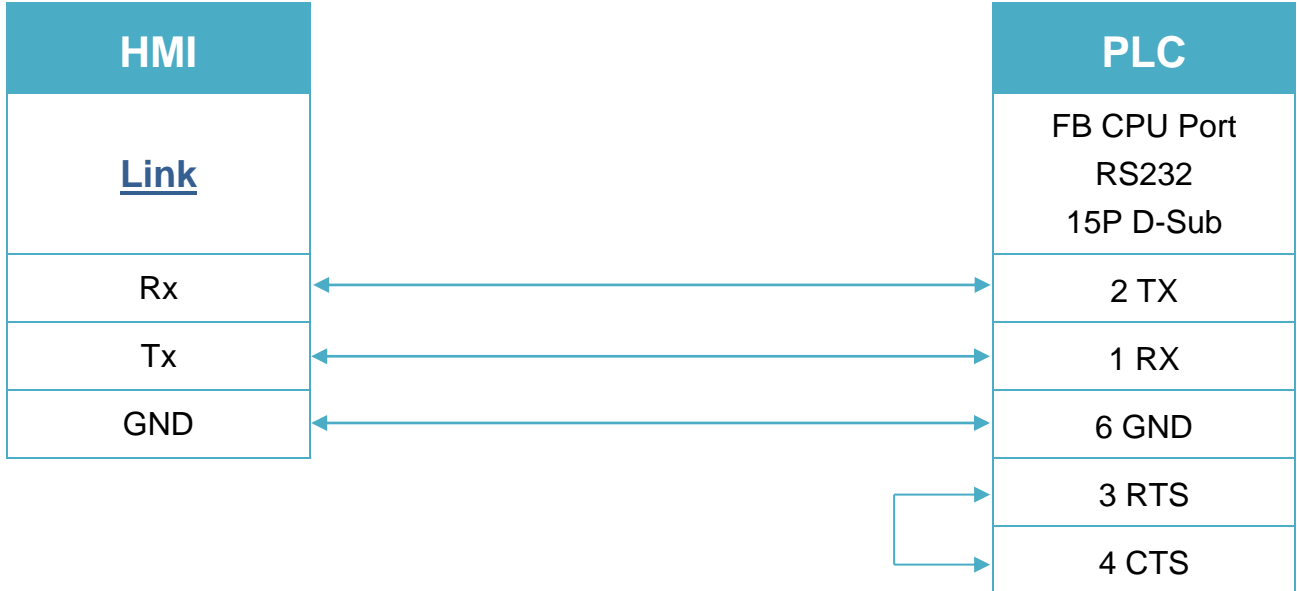 HMI
PLC
Link
FB CPU Port
RS232
15P D-Sub
Rx
2 TX
Tx
1 RX
GND
6 GND
3 RTS
4 CTS